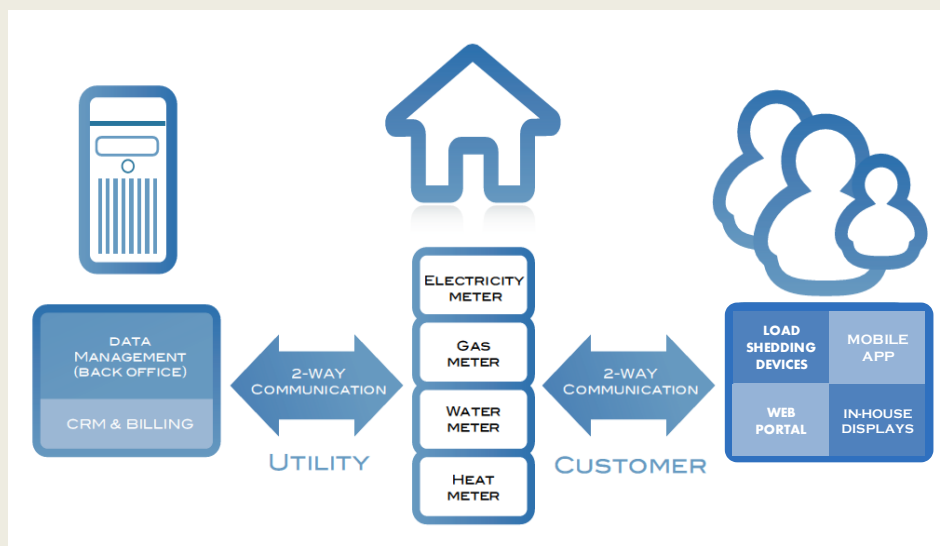 DATA
MANAGEMENT
(BACK OFFICE)
CRM & BILLING
2-WAY
COMMUNICATION
UTILITY
ELECTRICITY
METER
GAS
METER
WATER
METER
HEAT
METER
2-WAY
COMMUNICATION
CUSTOMER
LOAD
SHEDDING
DEVICES
MOBILE
APP
WEB
PORTAL
IN-HOUSE
DISPLAYS